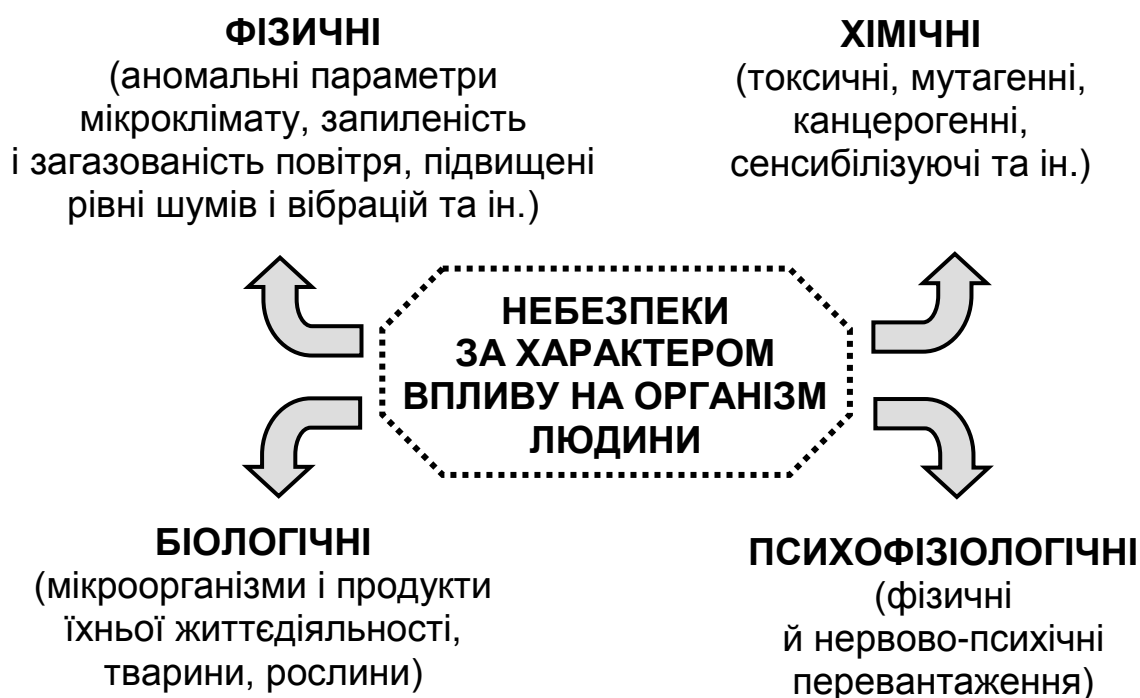 ФІЗИЧНІ
(аномальні параметри
мікроклімату, запиленість
і загазованість повітря, підвищені
рівні шумів і вібрацій та ін.)
ХІМІЧНІ
(токсичні, мутагенні,
канцерогенні,
сенсибілізуючі та ін.)
НЕБЕЗПЕКИ
ЗА ХАРАКТЕРОМ
ВПЛИВУ НА ОРГАНІЗМ
ЛЮДИНИ
БІОЛОГІЧНІ
(мікроорганізми і продукти
їхньої життєдіяльності,
тварини, рослини)
ПСИХОФІЗІОЛОГІЧНІ
(фізичні
й нервово-психічні
перевантаження)